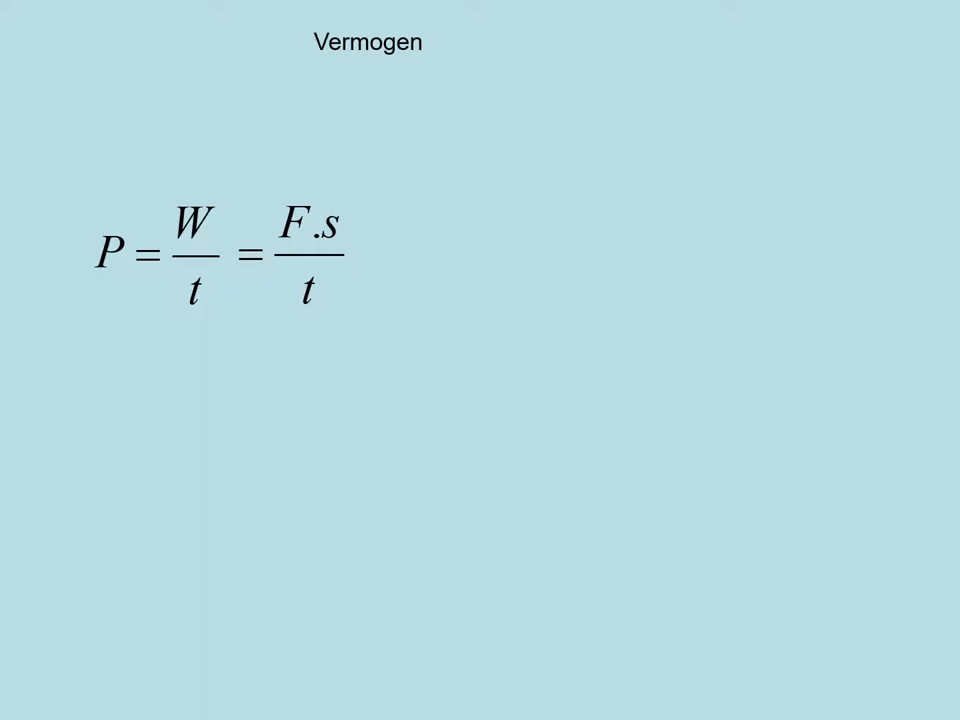 Vermogen
P = W/t = F.s/t